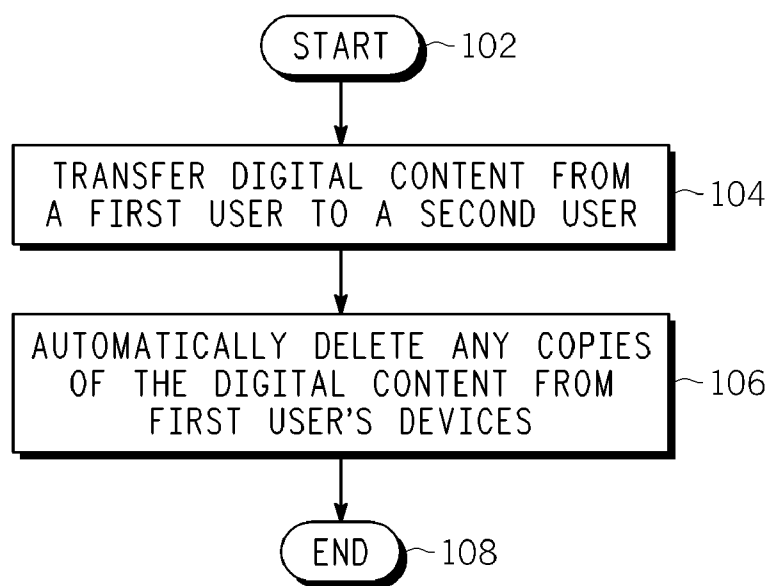 START 102
TRANSFER DIGITAL CONTENT FROM
A FIRST USER TO A SECOND USER
104
AUTOMATICALLY DELETE ANY COPIES
OF THE DIGITAL CONTENT FROM
FIRST USER'S DEVICES
106
END 108